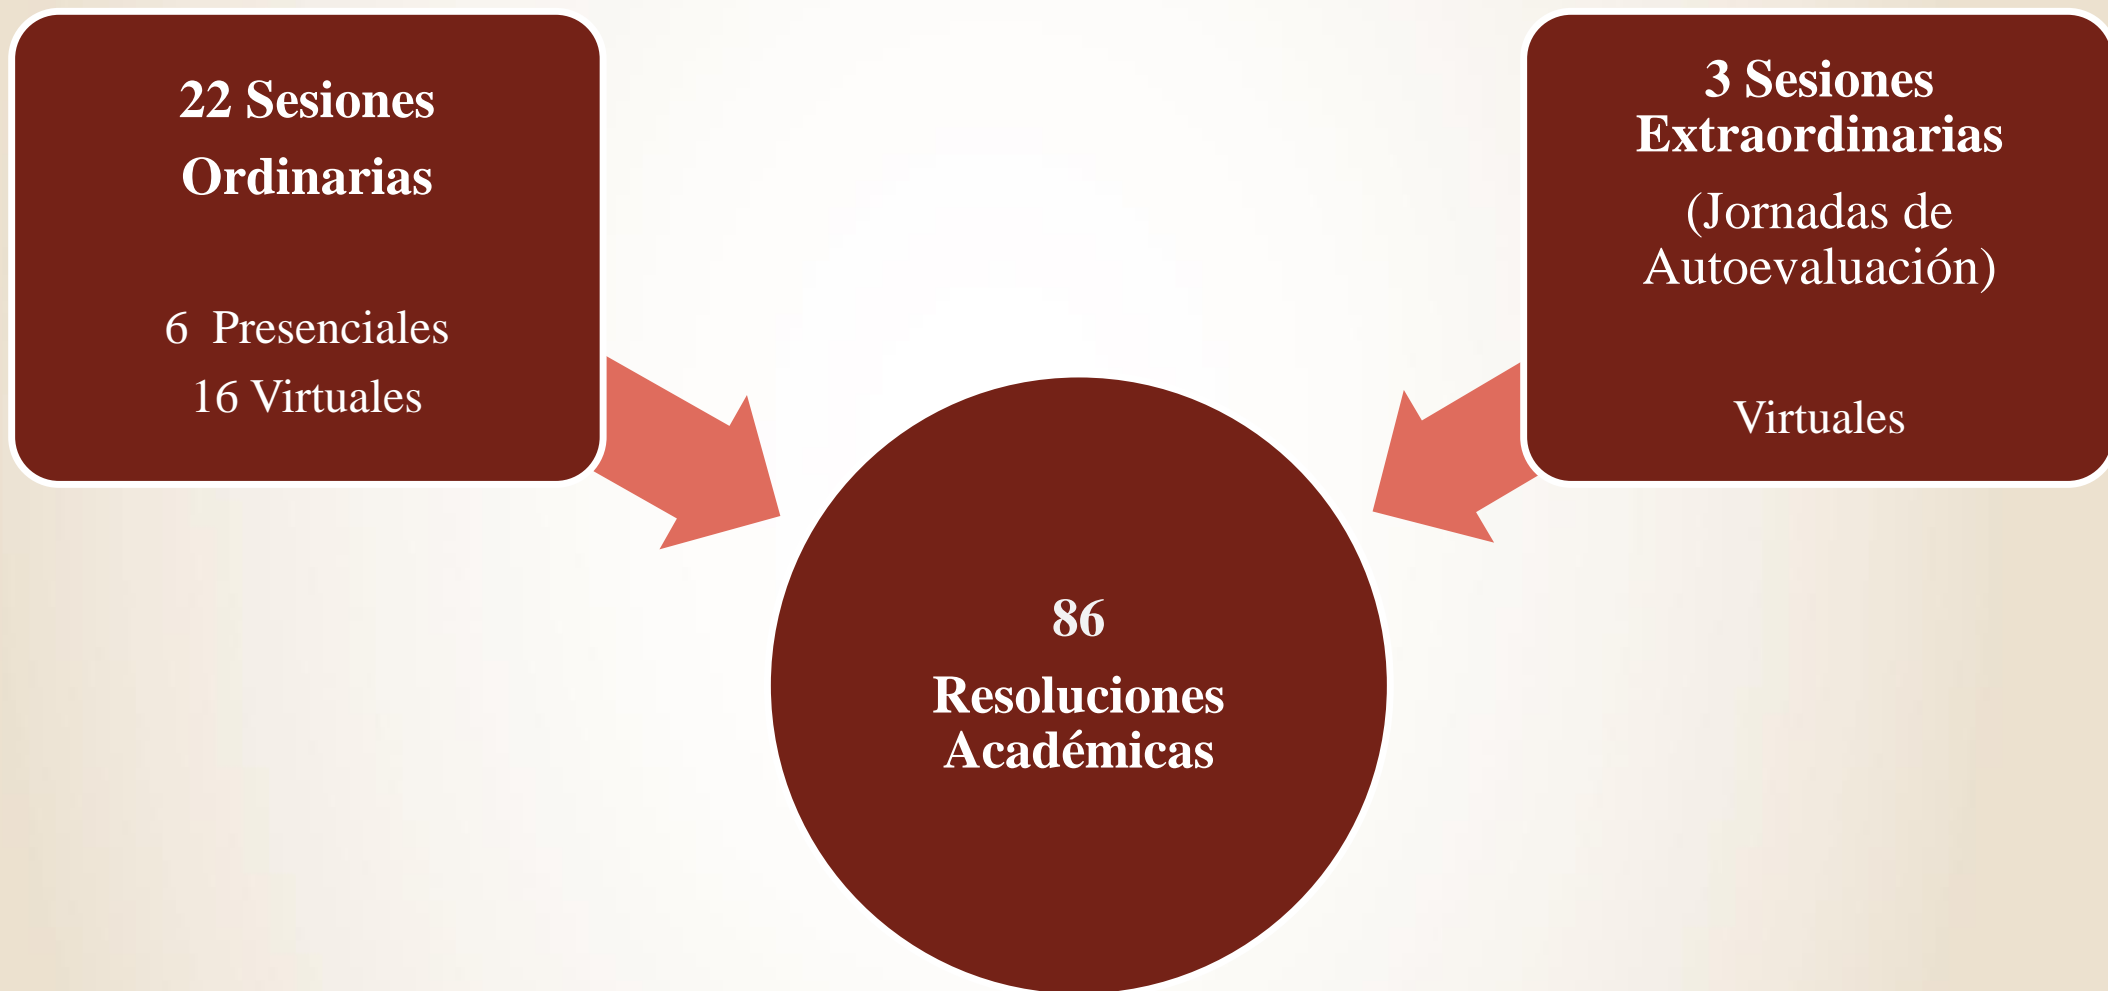 22 Sesiones
Ordinarias
6  Presenciales
16 Virtuales
3 Sesiones
Extraordinarias
(Jornadas de
Autoevaluación)
Virtuales
86
Resoluciones
Académicas